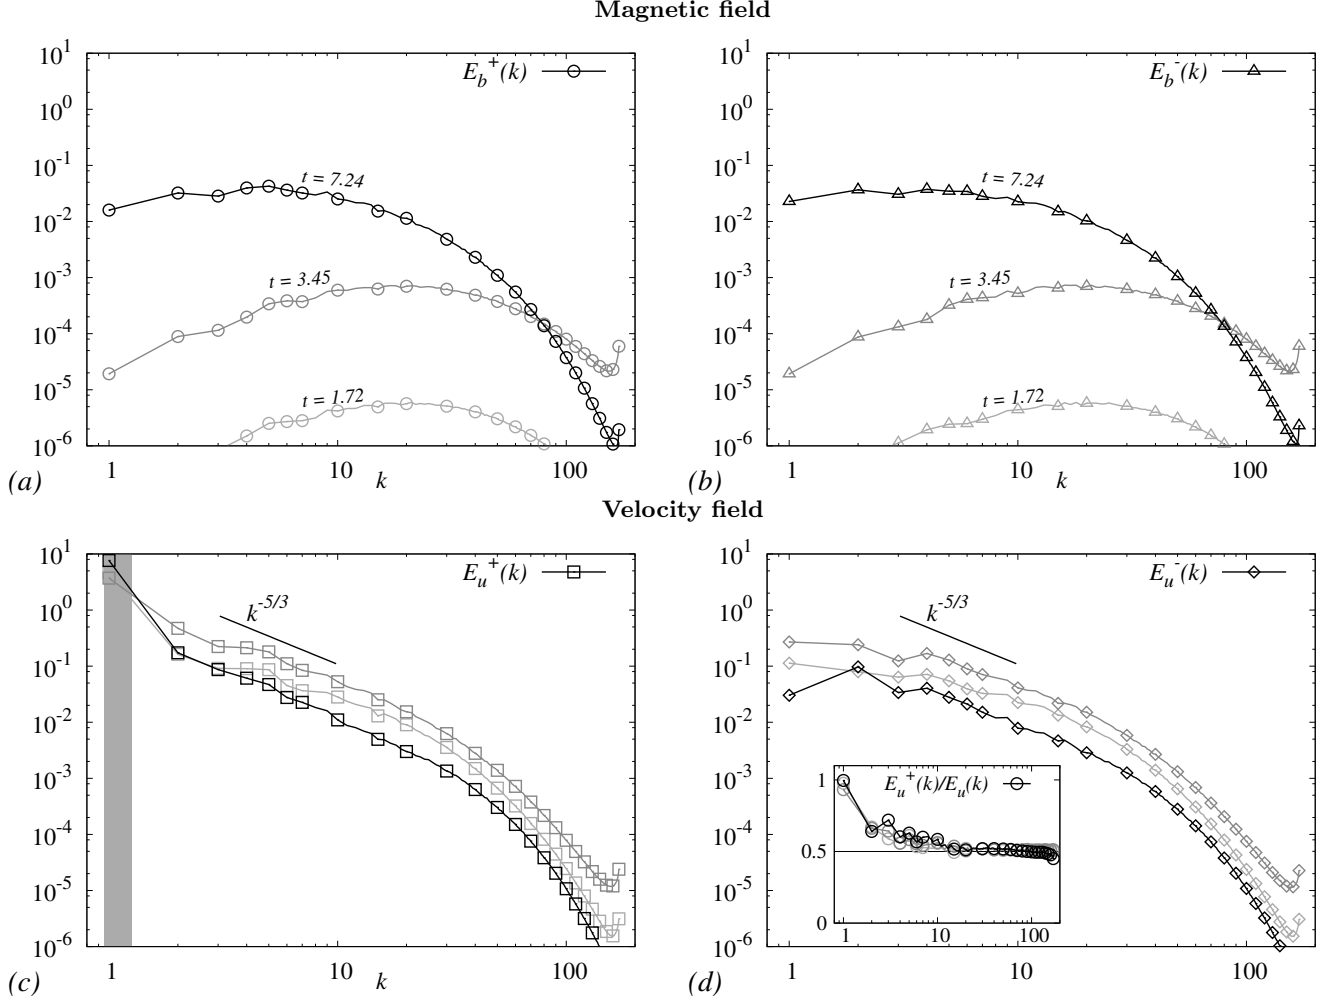 Magnetic field
10^1
10^0
10^-1
10^-2
10^-3
10^-4
10^-5
10^-6
E_b^+(k)
t = 7.24
t = 3.45
t = 1.72
1 10 100
k
(a)
10^1
10^0
10^-1
10^-2
10^-3
10^-4
10^-5
10^-6
E_b^-(k)
t = 7.24
t = 3.45
t = 1.72
1 10 100
k
(b)
Velocity field
10^1
10^0
10^-1
10^-2
10^-3
10^-4
10^-5
10^-6
E_u^+(k)
k^-5/3
1 10 100
k
(c)
10^1
10^0
10^-1
10^-2
10^-3
10^-4
10^-5
10^-6
E_u^-(k)
k^-5/3
1
0.5
0
E_u^+(k)/E_u(k)
1 10 100
1 10 100
(d)